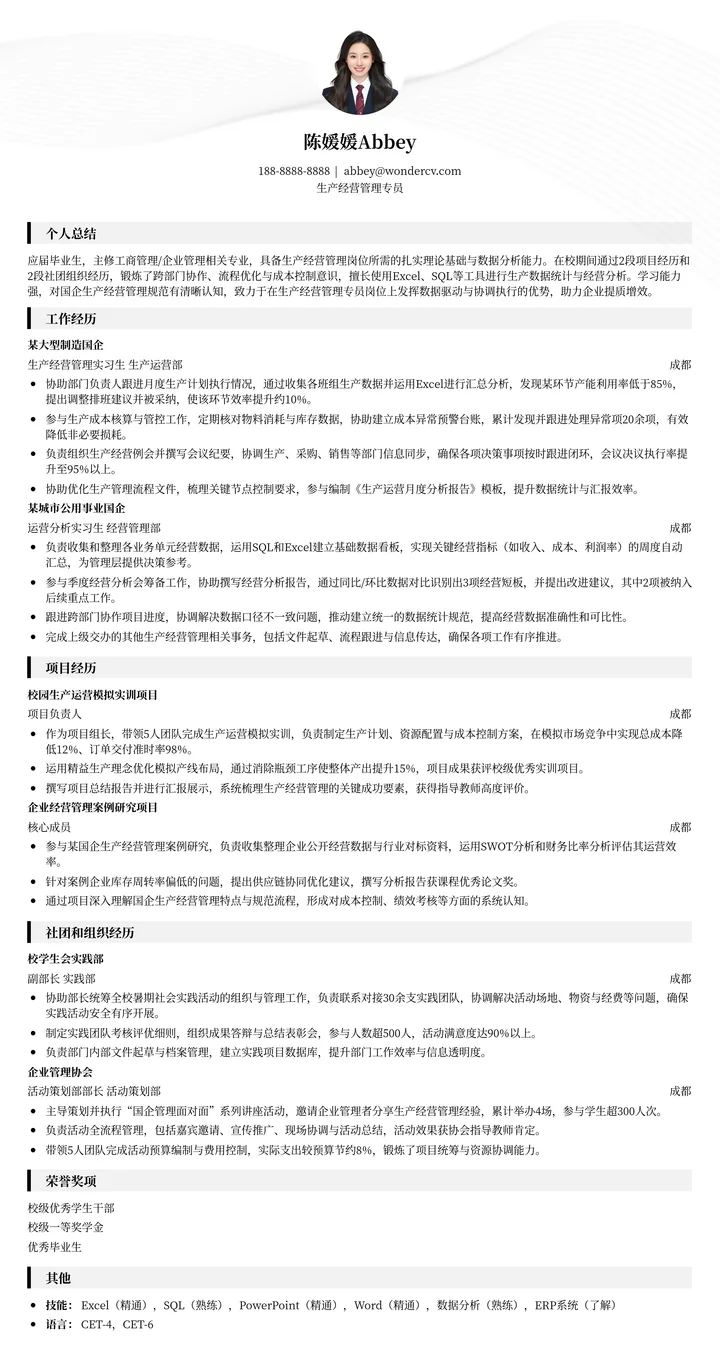 陈媛媛Abbey
188-8888-8888 | abbey@wondercv.com
生产经营管理专员
个人总结
应届毕业生，主修工商管理/企业管理相关专业，具备生产经营管理岗位所需的扎实理论基础与数据分析能力。在校期间通过2段项目经历和
2段社团组织经历，锻炼了跨部门协作、流程优化与成本控制意识，擅长使用Excel、SQL等工具进行生产数据统计与经营分析。学习能力
强，对国企生产经营管理规范有清晰认知，致力于在生产经营管理专员岗位上发挥数据驱动与协调执行的优势，助力企业提质增效。
工作经历
某大型制造国企
生产经营管理实习生 生产运营部 成都
• 协助部门负责人跟进月度生产计划执行情况，通过收集各班组生产数据并运用Excel进行汇总分析，发现某环节产能利用率低于85%，
提出调整排班建议并被采纳，使该环节效率提升约10%。
• 参与生产成本核算与管控工作，定期核对物料消耗与库存数据，协助建立成本异常预警台账，累计发现并跟进处理异常项20余项，有效
降低非必要损耗。
• 负责组织生产经营例会并撰写会议纪要，协调生产、采购、销售等部门信息同步，确保各项决策事项按时跟进闭环，会议决议执行率提
升至95%以上。
• 协助优化生产管理流程文件，梳理关键节点控制要求，参与编制《生产运营月度分析报告》模板，提升数据统计与汇报效率。
某城市公用事业国企
运营分析实习生 经营管理部 成都
• 负责收集和整理各业务单元经营数据，运用SQL和Excel建立基础数据看板，实现关键经营指标（如收入、成本、利润率）的周度自动
汇总，为管理层提供决策参考。
• 参与季度经营分析会筹备工作，协助撰写经营分析报告，通过同比/环比数据对比识别出3项经营短板，并提出改进建议，其中2项被纳入
后续重点工作。
• 跟进跨部门协作项目进度，协调解决数据口径不一致问题，推动建立统一的数据统计规范，提高经营数据准确性和可比性。
• 完成上级交办的其他生产经营管理相关事务，包括文件起草、流程跟进与信息传达，确保各项工作有序推进。
项目经历
校园生产运营模拟实训项目
项目负责人 成都
• 作为项目组长，带领5人团队完成生产运营模拟实训，负责制定生产计划、资源配置与成本控制方案，在模拟市场竞争中实现总成本降
低12%、订单交付准时率98%。
• 运用精益生产理念优化模拟产线布局，通过消除瓶颈工序使整体产出提升15%，项目成果获评校级优秀实训项目。
• 撰写项目总结报告并进行汇报展示，系统梳理生产经营管理的关键成功要素，获得指导教师高度评价。
企业经营管理案例研究项目
核心成员 成都
• 参与某国企生产经营管理案例研究，负责收集整理企业公开经营数据与行业对标资料，运用SWOT分析和财务比率分析评估其运营效
率。
• 针对案例企业库存周转率偏低的问题，提出供应链协同优化建议，撰写分析报告获课程优秀论文奖。
• 通过项目深入理解国企生产经营管理特点与规范流程，形成对成本控制、绩效考核等方面的系统认知。
社团和组织经历
校学生会实践部
副部长 实践部 成都
• 协助部长统筹全校暑期社会实践活动的组织与管理工作，负责联系对接30余支实践团队，协调解决活动场地、物资与经费等问题，确保
实践活动安全有序开展。
• 制定实践团队考核评优细则，组织成果答辩与总结表彰会，参与人数超500人，活动满意度达90%以上。
• 负责部门内部文件起草与档案管理，建立实践项目数据库，提升部门工作效率与信息透明度。
企业管理协会
活动策划部部长 活动策划部 成都
• 主导策划并执行“国企管理面对面”系列讲座活动，邀请企业管理者分享生产经营管理经验，累计举办4场，参与学生超300人次。
• 负责活动全流程管理，包括嘉宾邀请、宣传推广、现场协调与活动总结，活动效果获协会指导教师肯定。
• 带领5人团队完成活动预算编制与费用控制，实际支出较预算节约8%，锻炼了项目统筹与资源协调能力。
荣誉奖项
校级优秀学生干部
校级一等奖学金
优秀毕业生
其他
• 技能： Excel（精通），SQL（熟练），PowerPoint（精通），Word（精通），数据分析（熟练），ERP系统（了解）
• 语言： CET-4，CET-6